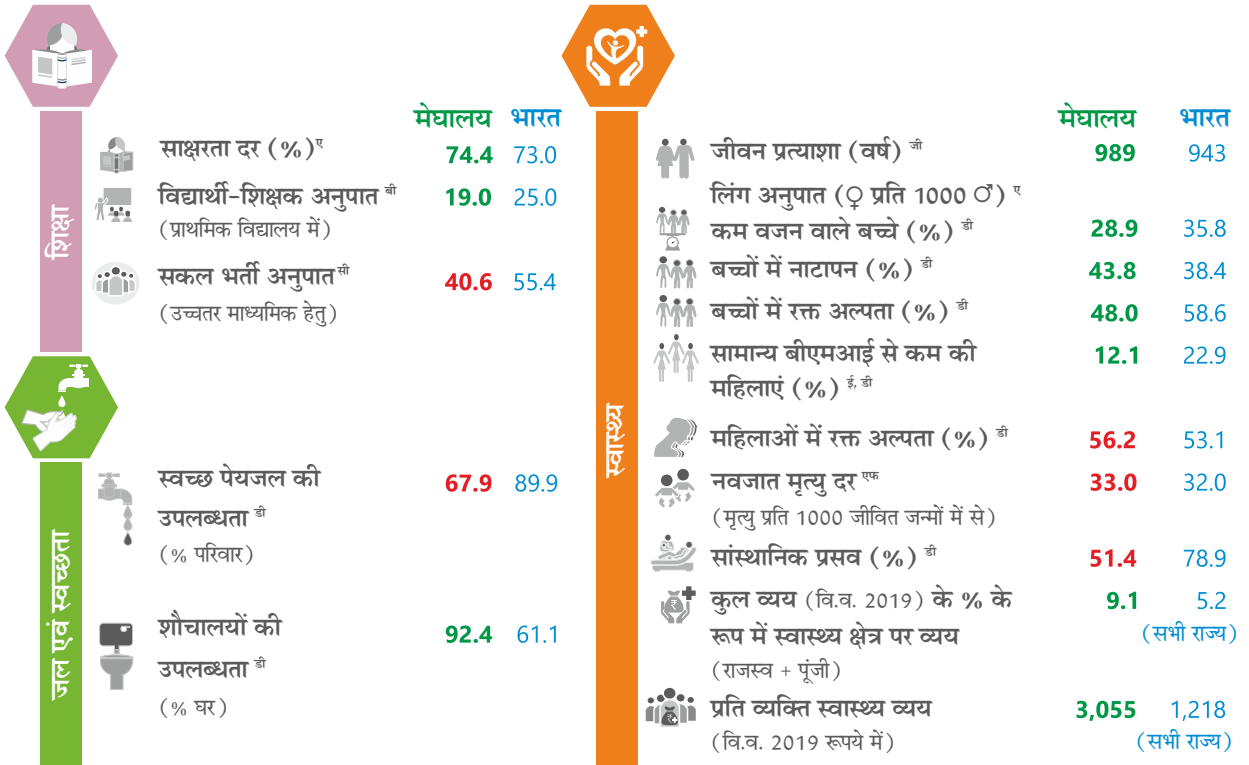 शिक्षा
मेघालय भारत
साक्षरता दर (%) ए 74.4 73.0
विद्यार्थी-शिक्षक अनुपात बी 19.0 25.0
(प्राथमिक विद्यालय में)
सकल भर्ती अनुपात सी 40.6 55.4
(उच्चतर माध्यमिक हेतु)
जल एवं स्वच्छता
स्वच्छ पेयजल की 67.9 89.9
उपलब्धता डी
(% परिवार)
शौचालयों की 92.4 61.1
उपलब्धता डी
(% घर)
स्वास्थ्य
मेघालय भारत
जीवन प्रत्याशा (वर्ष) जी 989 943
लिंग अनुपात (♀ प्रति 1000 ♂) ए
कम वजन वाले बच्चे (%) डी 28.9 35.8
बच्चों में नाटापन (%) डी 43.8 38.4
बच्चों में रक्त अल्पता (%) डी 48.0 58.6
सामान्य बीएमआई से कम की 12.1 22.9
महिलाएं (%) ई, डी
महिलाओं में रक्त अल्पता (%) डी 56.2 53.1
नवजात मृत्यु दर एफ 33.0 32.0
(मृत्यु प्रति 1000 जीवित जन्मों में से)
सांस्थानिक प्रसव (%) डी 51.4 78.9
कुल व्यय (वि.व. 2019) के % के 9.1 5.2
रूप में स्वास्थ्य क्षेत्र पर व्यय (सभी राज्य)
(राजस्व + पूंजी)
प्रति व्यक्ति स्वास्थ्य व्यय 3,055 1,218
(वि.व. 2019 रूपये में) (सभी राज्य)